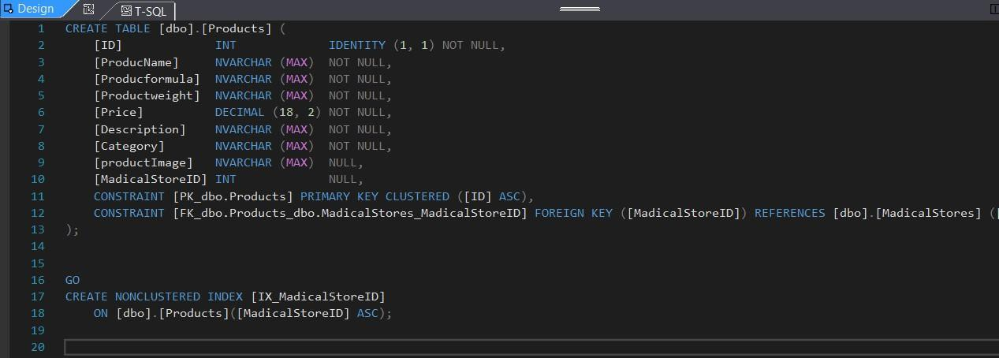 Design T-SQL
1 CREATE TABLE [dbo].[Products] (
2 [ID] INT IDENTITY (1, 1) NOT NULL,
3 [ProducName] NVARCHAR (MAX) NOT NULL,
4 [Producformula] NVARCHAR (MAX) NOT NULL,
5 [Productweight] NVARCHAR (MAX) NOT NULL,
6 [Price] DECIMAL (18, 2) NOT NULL,
7 [Description] NVARCHAR (MAX) NOT NULL,
8 [Category] NVARCHAR (MAX) NOT NULL,
9 [productImage] NVARCHAR (MAX) NULL,
10 [MadicalStoreID] INT NULL,
11 CONSTRAINT [PK_dbo.Products] PRIMARY KEY CLUSTERED ([ID] ASC),
12 CONSTRAINT [FK_dbo.Products_dbo.MadicalStores_MadicalStoreID] FOREIGN KEY ([MadicalStoreID]) REFERENCES [dbo].[MadicalStores] ([
13 );
14
15
16 GO
17 CREATE NONCLUSTERED INDEX [IX_MadicalStoreID]
18 ON [dbo].[Products]([MadicalStoreID] ASC);
19
20